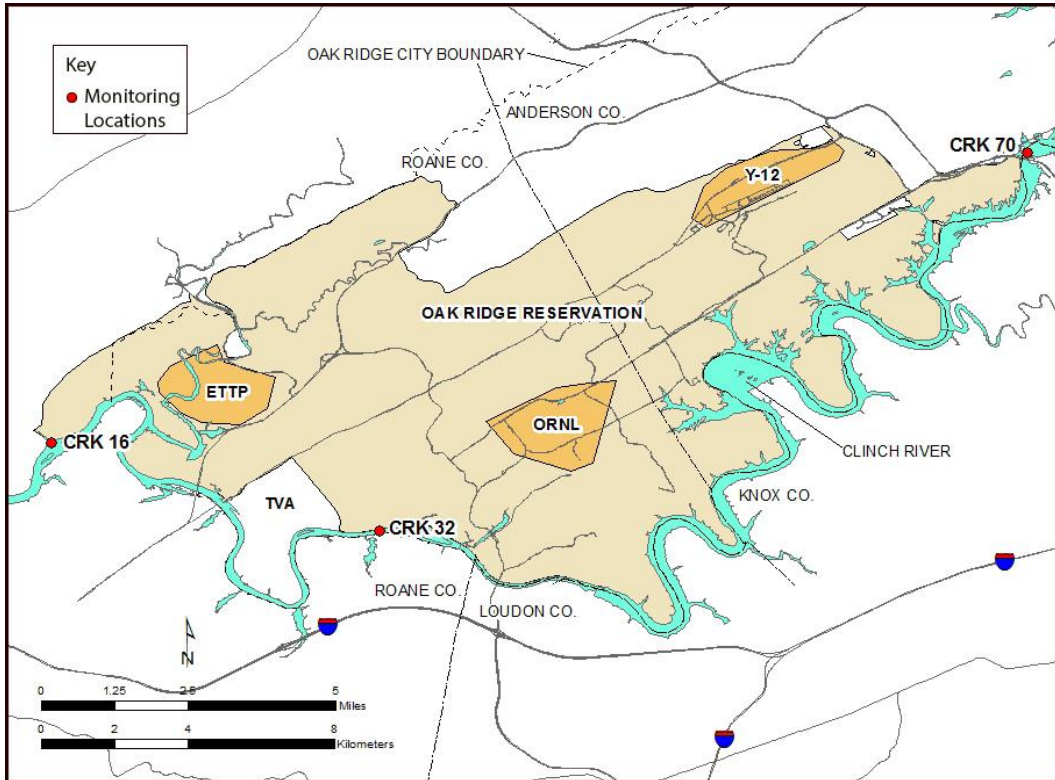 Key
Monitoring
Locations
OAK RIDGE CITY BOUNDARY
ANDERSON CO.
ROANE CO.
CRK 70
Y-12
OAK RIDGE RESERVATION
ETTP
ORNL
CRK 16
CLINCH RIVER
KNOX CO.
TVA
CRK 32
ROANE CO.
LOUDON CO.
N
0 1.25 2.5 5
Miles
0 2 4 8
Kilometers